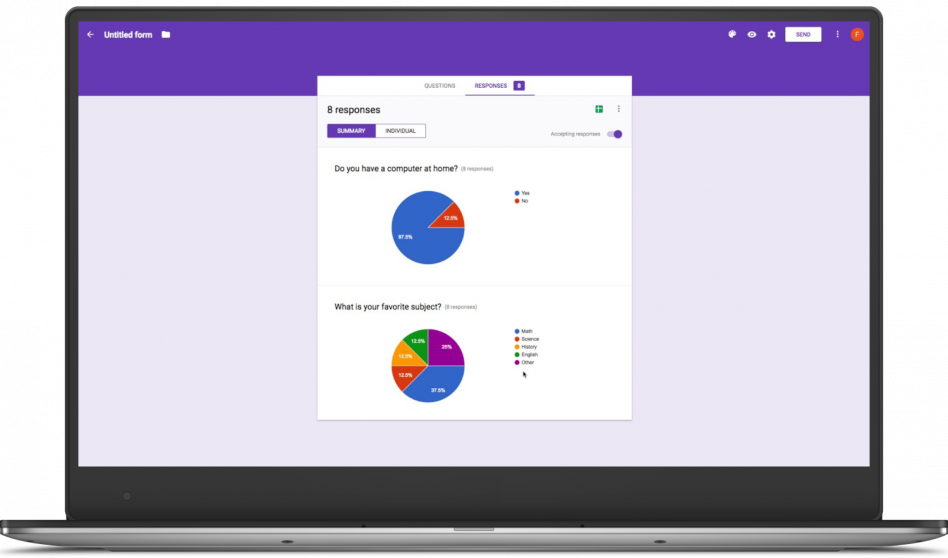 Untitled form
SEND
F
QUESTIONS RESPONSES 8
8 responses
SUMMARY INDIVIDUAL
Accepting responses
Do you have a computer at home? (8 responses)
Yes
No
12.5%
87.5%
What is your favorite subject? (8 responses)
Math
Science
History
English
Other
12.5%
25%
12.5%
12.5%
37.5%